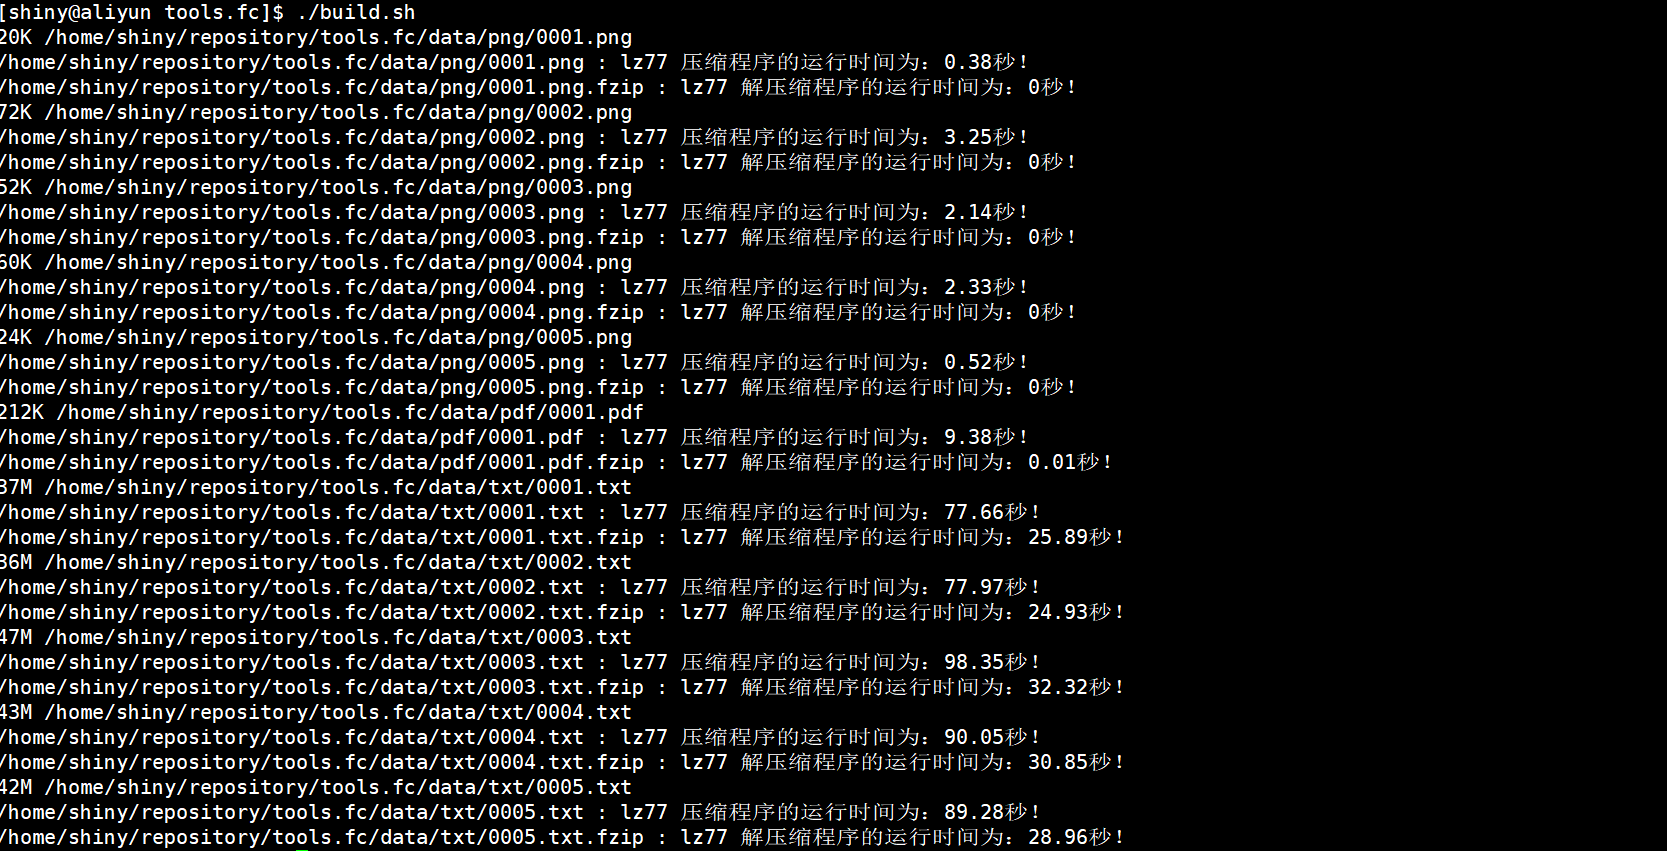 [shiny@aliyun tools.fc]$ ./build.sh
20K /home/shiny/repository/tools.fc/data/png/0001.png
/home/shiny/repository/tools.fc/data/png/0001.png : lz77 压缩程序的运行时间为：0.38秒！
/home/shiny/repository/tools.fc/data/png/0001.png.fzip : lz77 解压缩程序的运行时间为：0秒！
72K /home/shiny/repository/tools.fc/data/png/0002.png
/home/shiny/repository/tools.fc/data/png/0002.png : lz77 压缩程序的运行时间为：3.25秒！
/home/shiny/repository/tools.fc/data/png/0002.png.fzip : lz77 解压缩程序的运行时间为：0秒！
52K /home/shiny/repository/tools.fc/data/png/0003.png
/home/shiny/repository/tools.fc/data/png/0003.png : lz77 压缩程序的运行时间为：2.14秒！
/home/shiny/repository/tools.fc/data/png/0003.png.fzip : lz77 解压缩程序的运行时间为：0秒！
60K /home/shiny/repository/tools.fc/data/png/0004.png
/home/shiny/repository/tools.fc/data/png/0004.png : lz77 压缩程序的运行时间为：2.33秒！
/home/shiny/repository/tools.fc/data/png/0004.png.fzip : lz77 解压缩程序的运行时间为：0秒！
24K /home/shiny/repository/tools.fc/data/png/0005.png
/home/shiny/repository/tools.fc/data/png/0005.png : lz77 压缩程序的运行时间为：0.52秒！
/home/shiny/repository/tools.fc/data/png/0005.png.fzip : lz77 解压缩程序的运行时间为：0秒！
212K /home/shiny/repository/tools.fc/data/pdf/0001.pdf
/home/shiny/repository/tools.fc/data/pdf/0001.pdf : lz77 压缩程序的运行时间为：9.38秒！
/home/shiny/repository/tools.fc/data/pdf/0001.pdf.fzip : lz77 解压缩程序的运行时间为：0.01秒！
37M /home/shiny/repository/tools.fc/data/txt/0001.txt
/home/shiny/repository/tools.fc/data/txt/0001.txt : lz77 压缩程序的运行时间为：77.66秒！
/home/shiny/repository/tools.fc/data/txt/0001.txt.fzip : lz77 解压缩程序的运行时间为：25.89秒！
36M /home/shiny/repository/tools.fc/data/txt/0002.txt
/home/shiny/repository/tools.fc/data/txt/0002.txt : lz77 压缩程序的运行时间为：77.97秒！
/home/shiny/repository/tools.fc/data/txt/0002.txt.fzip : lz77 解压缩程序的运行时间为：24.93秒！
47M /home/shiny/repository/tools.fc/data/txt/0003.txt
/home/shiny/repository/tools.fc/data/txt/0003.txt : lz77 压缩程序的运行时间为：98.35秒！
/home/shiny/repository/tools.fc/data/txt/0003.txt.fzip : lz77 解压缩程序的运行时间为：32.32秒！
43M /home/shiny/repository/tools.fc/data/txt/0004.txt
/home/shiny/repository/tools.fc/data/txt/0004.txt : lz77 压缩程序的运行时间为：90.05秒！
/home/shiny/repository/tools.fc/data/txt/0004.txt.fzip : lz77 解压缩程序的运行时间为：30.85秒！
42M /home/shiny/repository/tools.fc/data/txt/0005.txt
/home/shiny/repository/tools.fc/data/txt/0005.txt : lz77 压缩程序的运行时间为：89.28秒！
/home/shiny/repository/tools.fc/data/txt/0005.txt.fzip : lz77 解压缩程序的运行时间为：28.96秒！